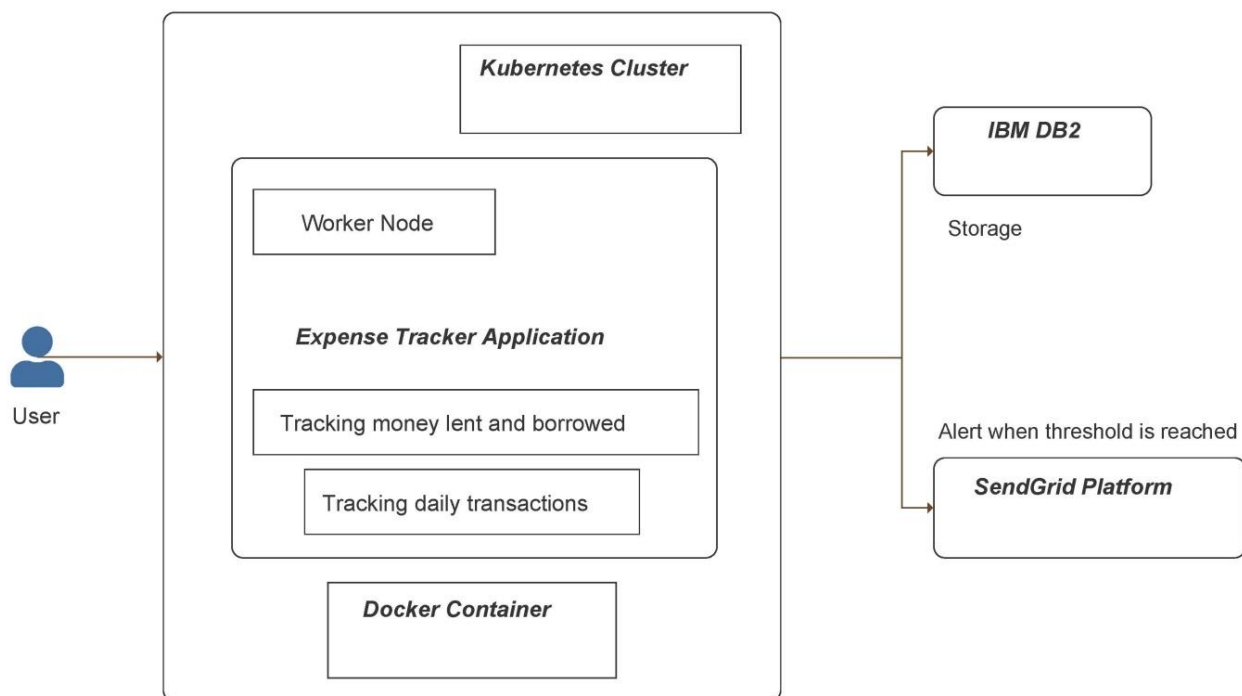 Kubernetes Cluster
IBM DB2
Worker Node
Storage
Expense Tracker Application
User
Tracking money lent and borrowed
Alert when threshold is reached
SendGrid Platform
Tracking daily transactions
Docker Container